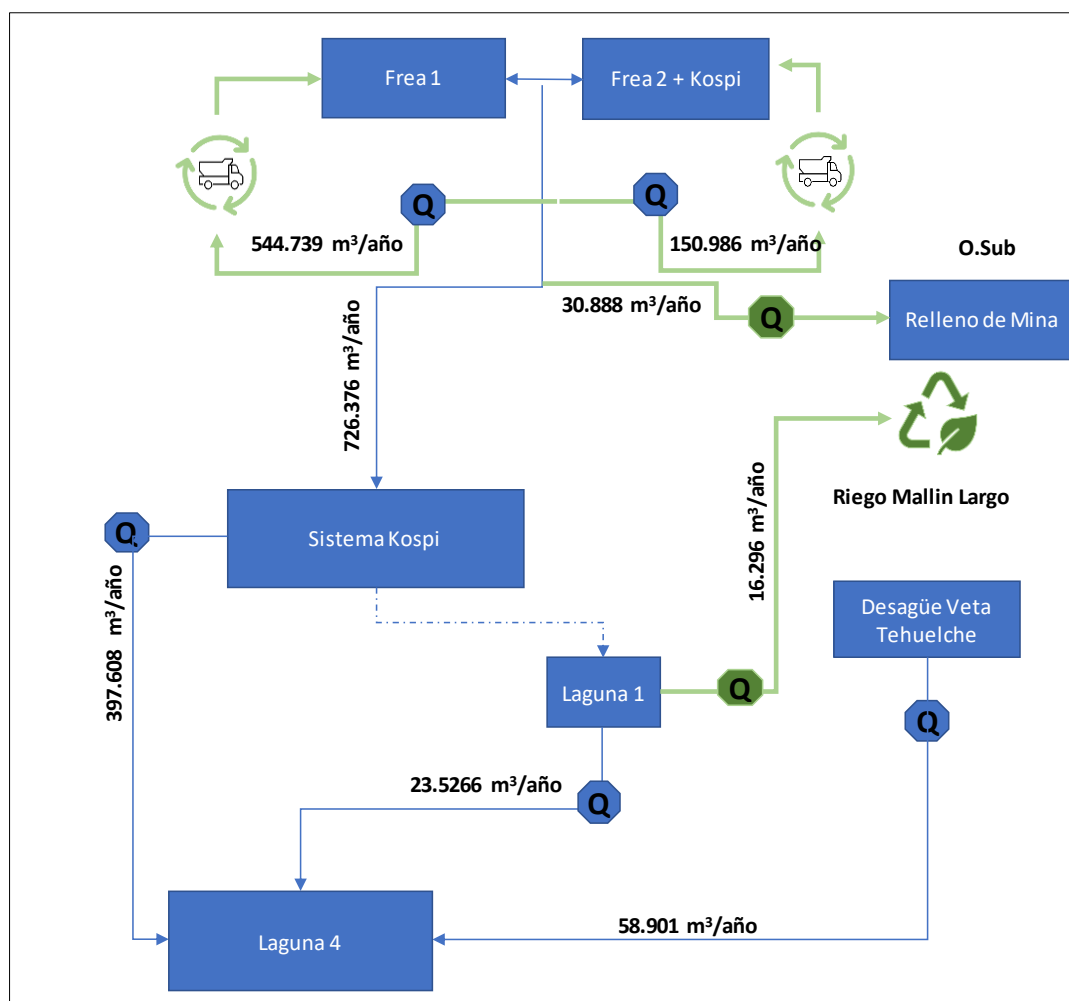 Frea 1
Frea 2 + Kospi
Q
Q
544.739 m³/año
150.986 m³/año
O.Sub
30.888 m³/año
Q
Relleno de Mina
726.376 m³/año
16.296 m³/año
Riego Mallin Largo
Q
Sistema Kospi
397.608 m³/año
Desagüe Veta
Tehuelche
Laguna 1
Q
Q
23.5266 m³/año
Q
Laguna 4
58.901 m³/año